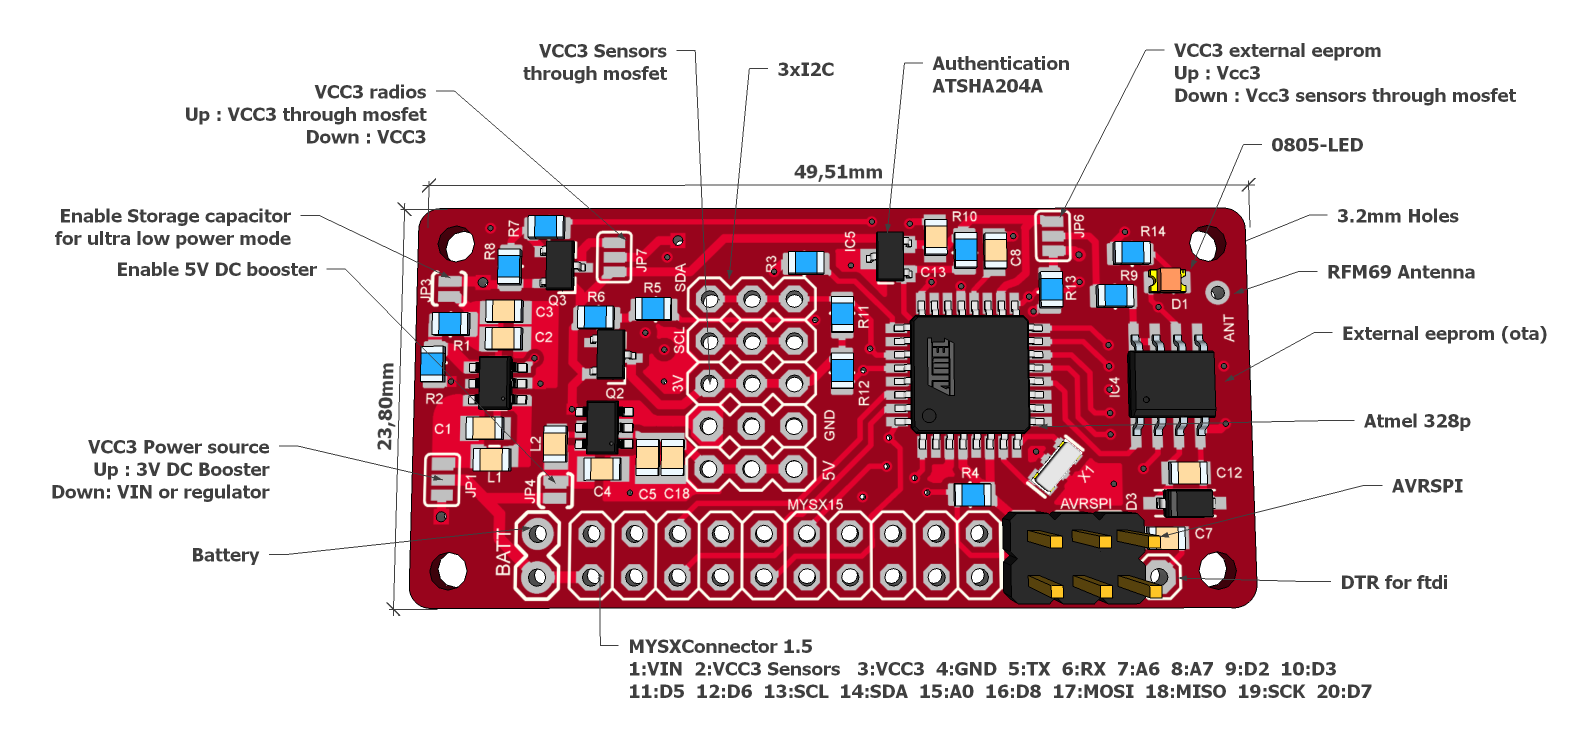 VCC3 Sensors
through mosfet
3xI2C
Authentication
ATSHA204A
VCC3 external eeprom
Up : Vcc3
Down : Vcc3 sensors through mosfet
VCC3 radios
Up : VCC3 through mosfet
Down : VCC3
0805-LED
49,51mm
Enable Storage capacitor
for ultra low power mode
3.2mm Holes
Enable 5V DC booster
RFM69 Antenna
External eeprom (ota)
23,80mm
Atmel 328p
VCC3 Power source
Up : 3V DC Booster
Down: VIN or regulator
AVRSPI
Battery
DTR for ftdi
R7
R8
Q3
JP7
SDA
R3
IC5
R10
C13
C8
JP6
R14
R13
R9
D1
ANT
JP3
C3
R1
C2
R6
R5
SCL
R11
3V
R2
Q2
R12
ATMEL
IC4
C1
GND
L2
5V
L1
JP1
JP4
C4
C5
C18
R4
X1
C12
MYSX15
AVRSPI
D3
C7
BATT
MYSXConnector 1.5
1:VIN 2:VCC3 Sensors 3:VCC3 4:GND 5:TX 6:RX 7:A6 8:A7 9:D2 10:D3
11:D5 12:D6 13:SCL 14:SDA 15:A0 16:D8 17:MOSI 18:MISO 19:SCK 20:D7